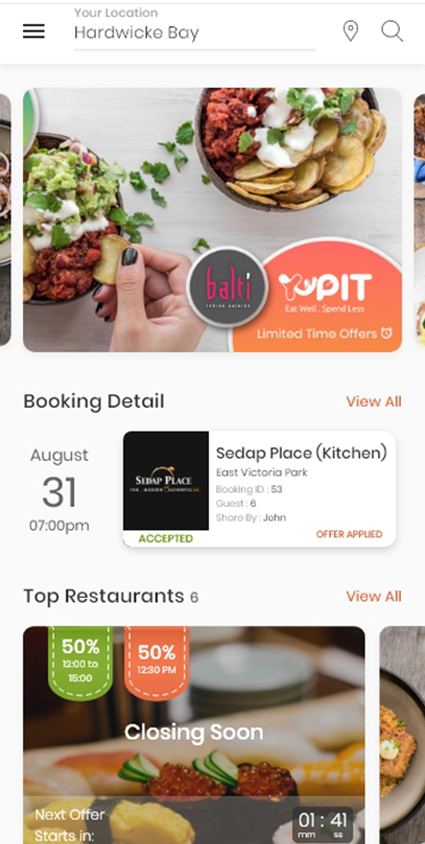 Your Location
Hardwicke Bay
balti
indian cuisine
YUPIT
Eat Well . Spend Less
Limited Time Offers
Booking Detail
View All
August
31
07:00pm
SEDAP PLACE
ACCEPTED
Sedap Place (Kitchen)
East Victoria Park
Booking ID : 53
Guest : 6
Share By : John
OFFER APPLIED
Top Restaurants 6
View All
50%
12:00 to
15:00
50%
12:30 PM
Closing Soon
Next Offer
Starts in:
01 : 41
mm ss